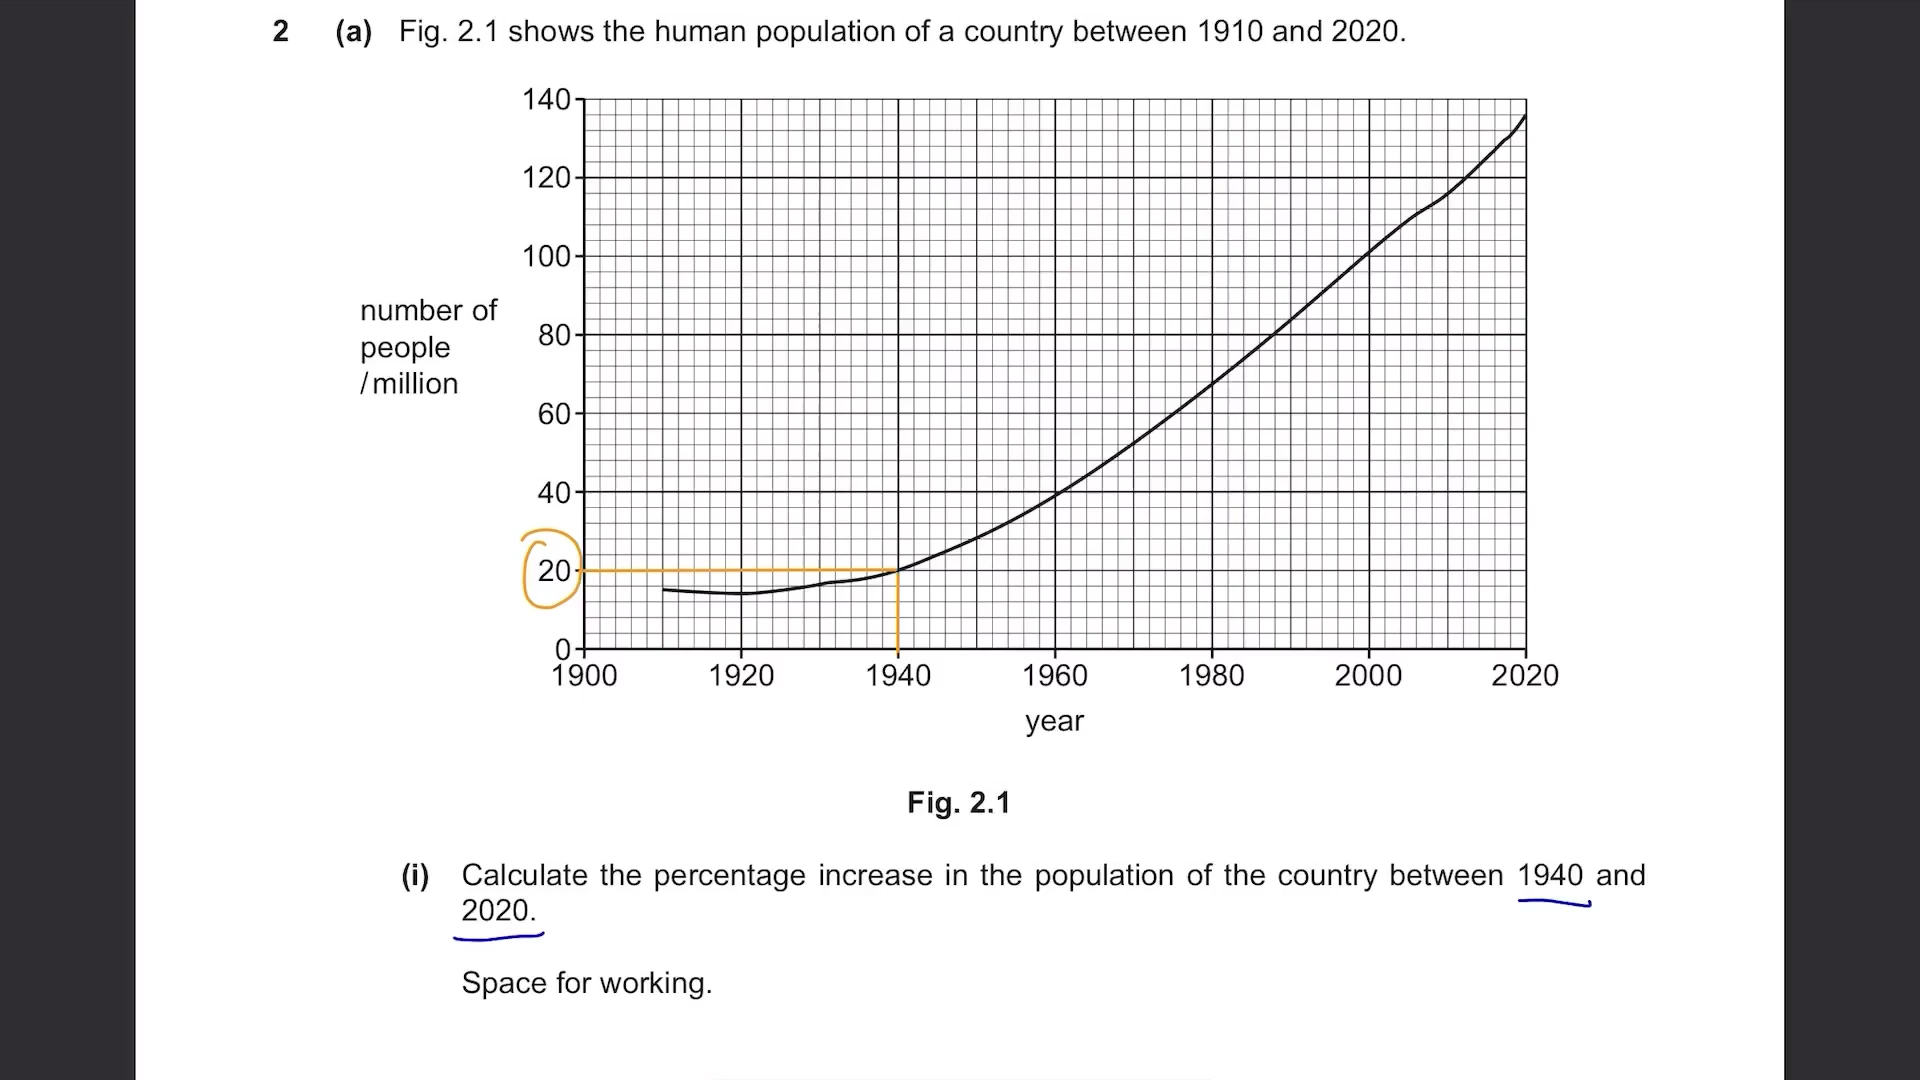 2 (a) Fig. 2.1 shows the human population of a country between 1910 and 2020.
140
120
100
number of
people
/ million
80
60
40
20
0
1900 1920 1940 1960 1980 2000 2020
year
Fig. 2.1
(i) Calculate the percentage increase in the population of the country between 1940 and
2020.
Space for working.